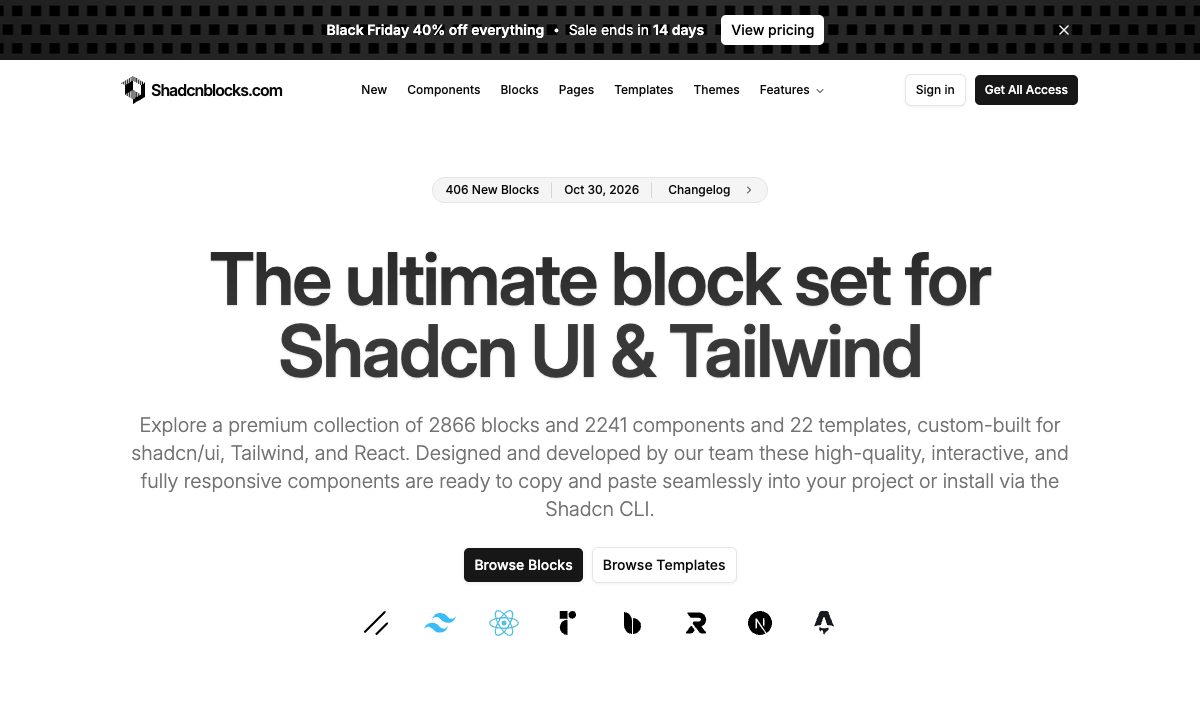 Black Friday 40% off everything • Sale ends in 14 days View pricing
Shadcnblocks.com New Components Blocks Pages Templates Themes Features Sign in Get All Access
406 New Blocks Oct 30, 2026 Changelog
The ultimate block set for
Shadcn UI & Tailwind
Explore a premium collection of 2866 blocks and 2241 components and 22 templates, custom-built for
shadcn/ui, Tailwind, and React. Designed and developed by our team these high-quality, interactive, and
fully responsive components are ready to copy and paste seamlessly into your project or install via the
Shadcn CLI.
Browse Blocks Browse Templates